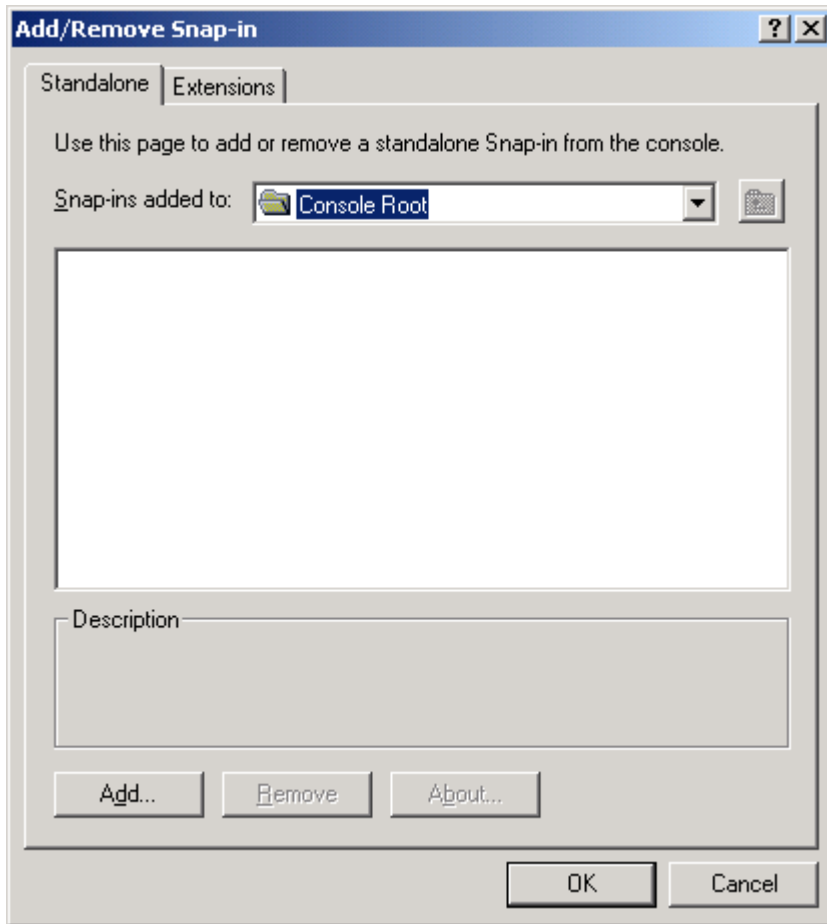 Add/Remove Snap-in
Standalone
Extensions
Use this page to add or remove a standalone Snap-in from the console.
Snap-ins added to:
Console Root
Description
Add...
Remove
About...
OK
Cancel